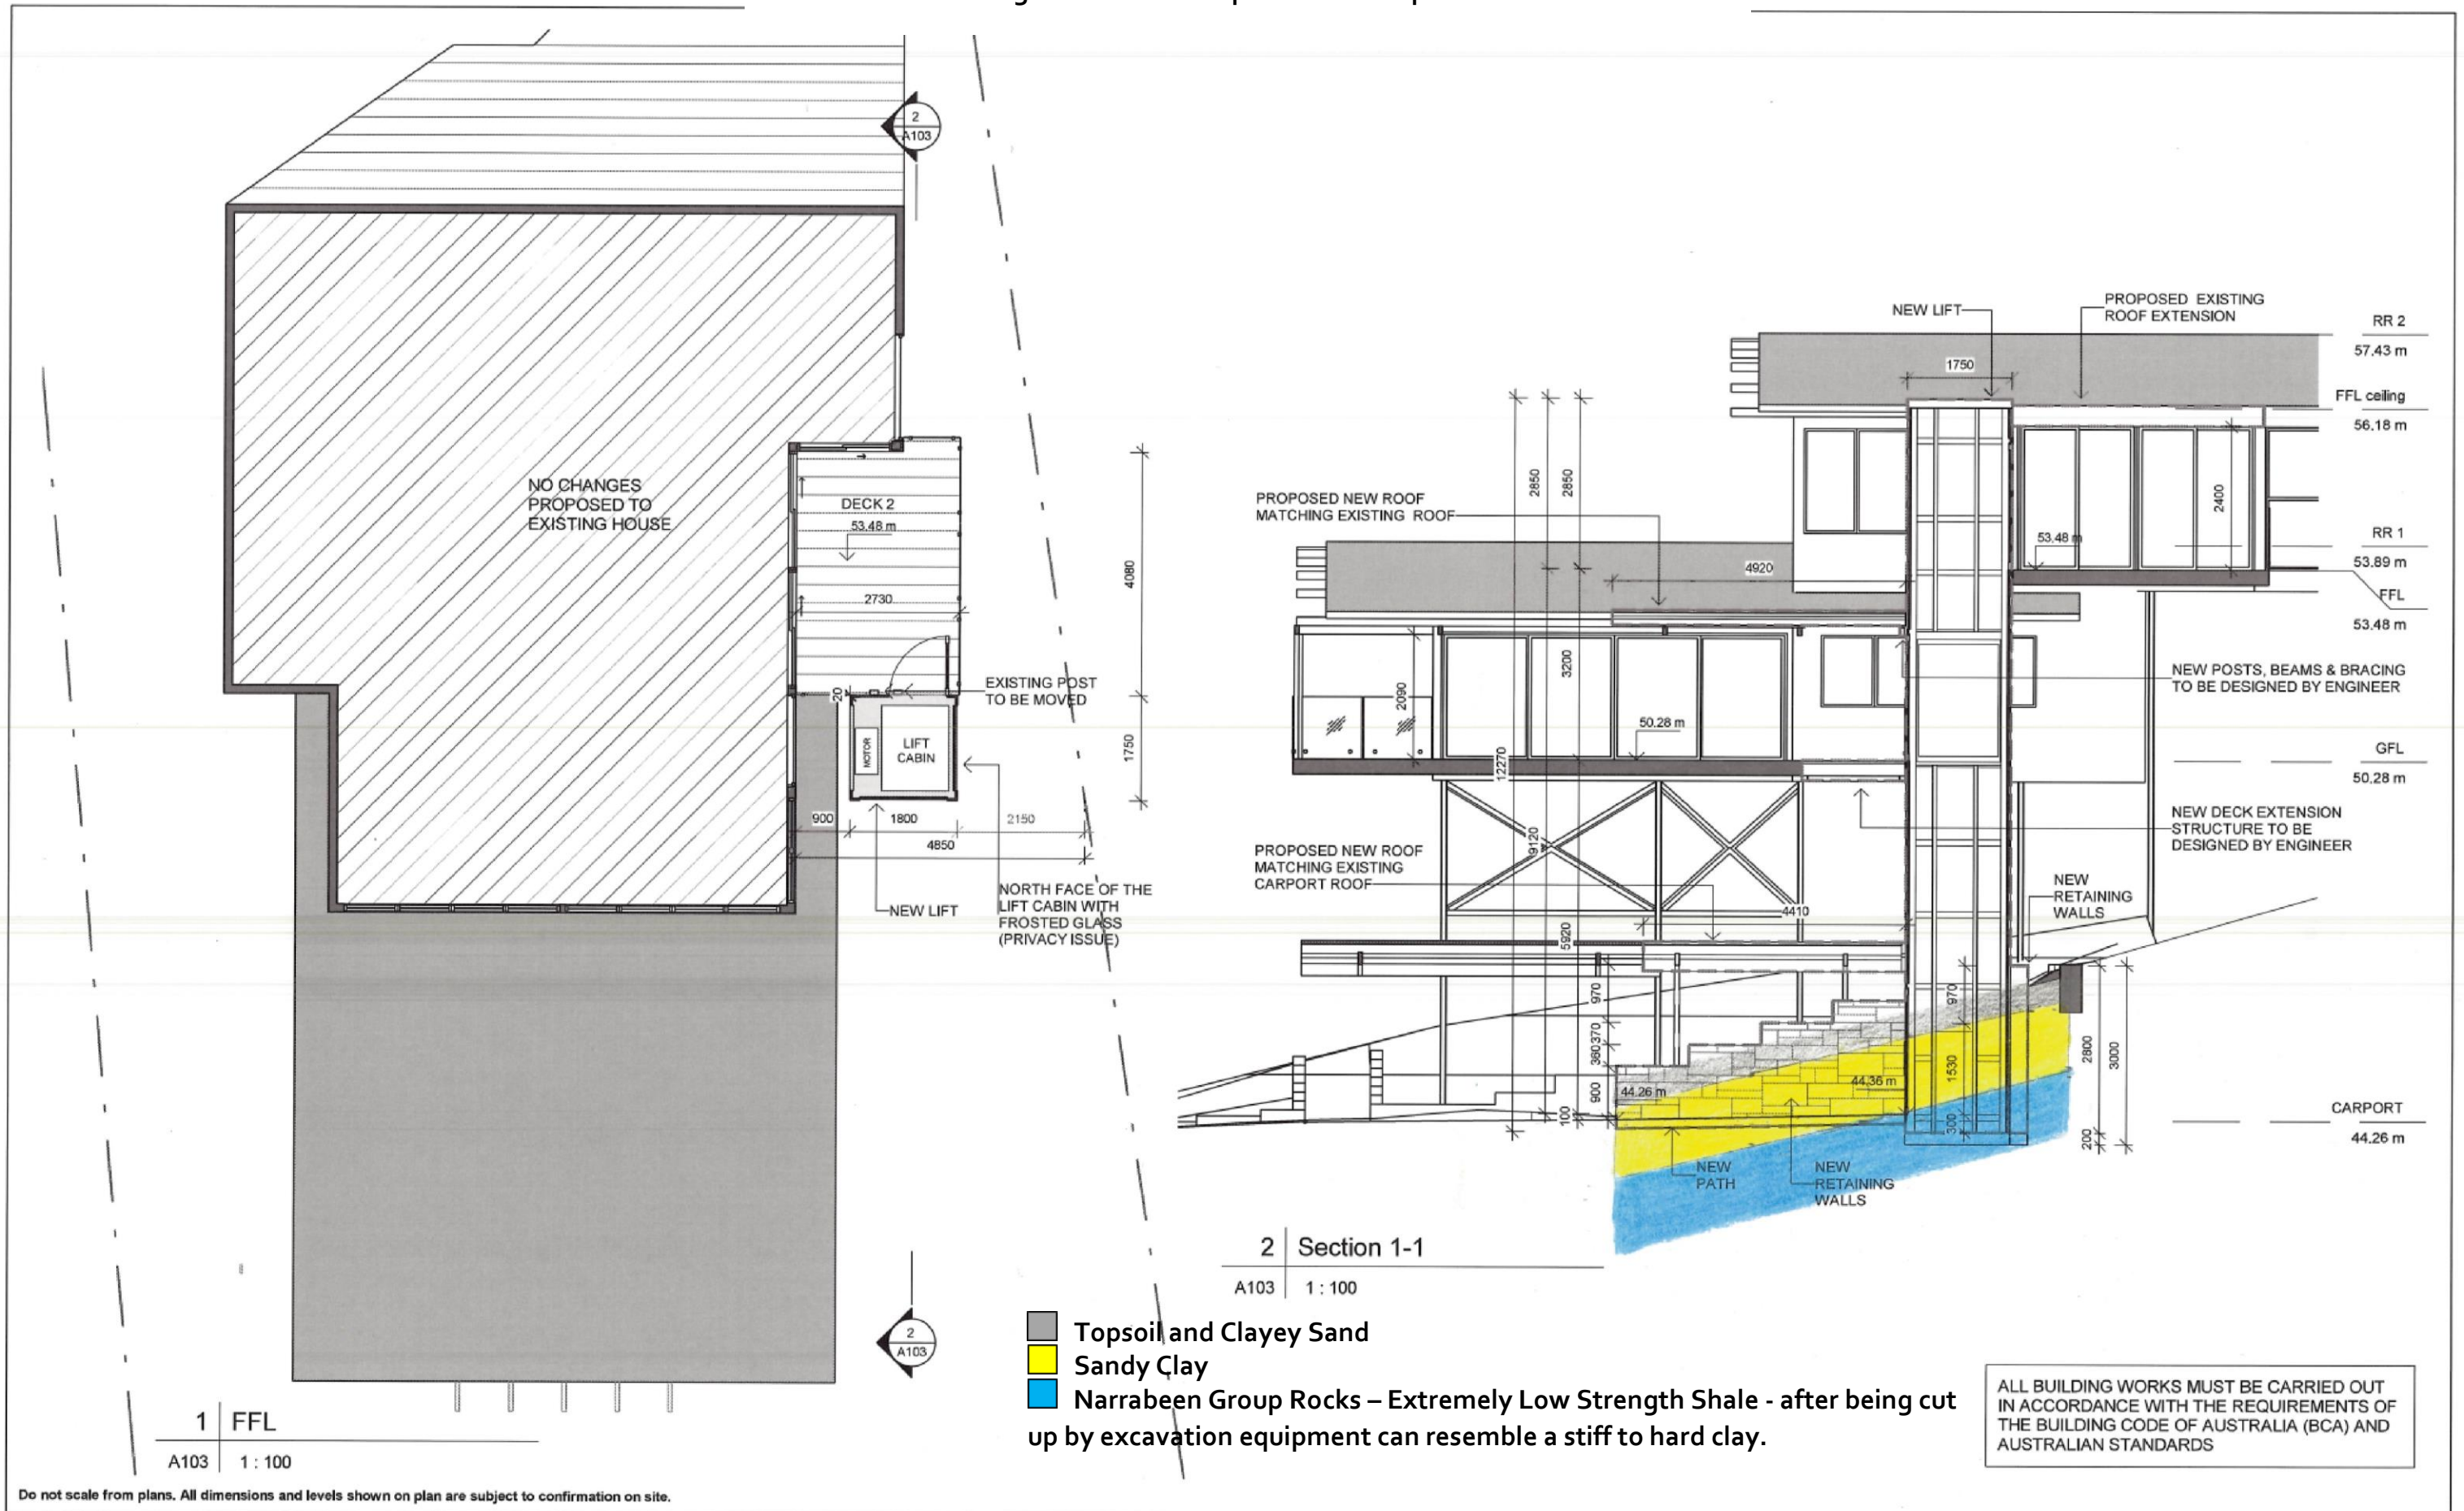 2
A103
NO CHANGES
PROPOSED TO
EXISTING HOUSE
DECK 2
53.48 m
4080
2730
20
EXISTING POST
TO BE MOVED
MOTOR
LIFT
CABIN
1750
900
1800
2150
4850
NEW LIFT
NORTH FACE OF THE
LIFT CABIN WITH
FROSTED GLASS
(PRIVACY ISSUE)
2
A103
1 FFL
A103 1 : 100
Do not scale from plans. All dimensions and levels shown on plan are subject to confirmation on site.
NEW LIFT
PROPOSED EXISTING
ROOF EXTENSION
RR 2
57.43 m
1750
FFL ceiling
56.18 m
2850
2850
2400
PROPOSED NEW ROOF
MATCHING EXISTING ROOF
53.48 m
RR 1
53.89 m
4920
FFL
53.48 m
3200
2090
NEW POSTS, BEAMS & BRACING
TO BE DESIGNED BY ENGINEER
50.28 m
12270
GFL
50.28 m
NEW DECK EXTENSION
STRUCTURE TO BE
DESIGNED BY ENGINEER
9120
PROPOSED NEW ROOF
MATCHING EXISTING
CARPORT ROOF
NEW
RETAINING
WALLS
4410
5920
970
970
370
360
900
100
1530
300
2800
3000
200
44.26 m
44.36 m
CARPORT
44.26 m
NEW
PATH
NEW
RETAINING
WALLS
2 Section 1-1
A103 1 : 100
Topsoil and Clayey Sand
Sandy Clay
Narrabeen Group Rocks – Extremely Low Strength Shale - after being cut
up by excavation equipment can resemble a stiff to hard clay.
ALL BUILDING WORKS MUST BE CARRIED OUT
IN ACCORDANCE WITH THE REQUIREMENTS OF
THE BUILDING CODE OF AUSTRALIA (BCA) AND
AUSTRALIAN STANDARDS